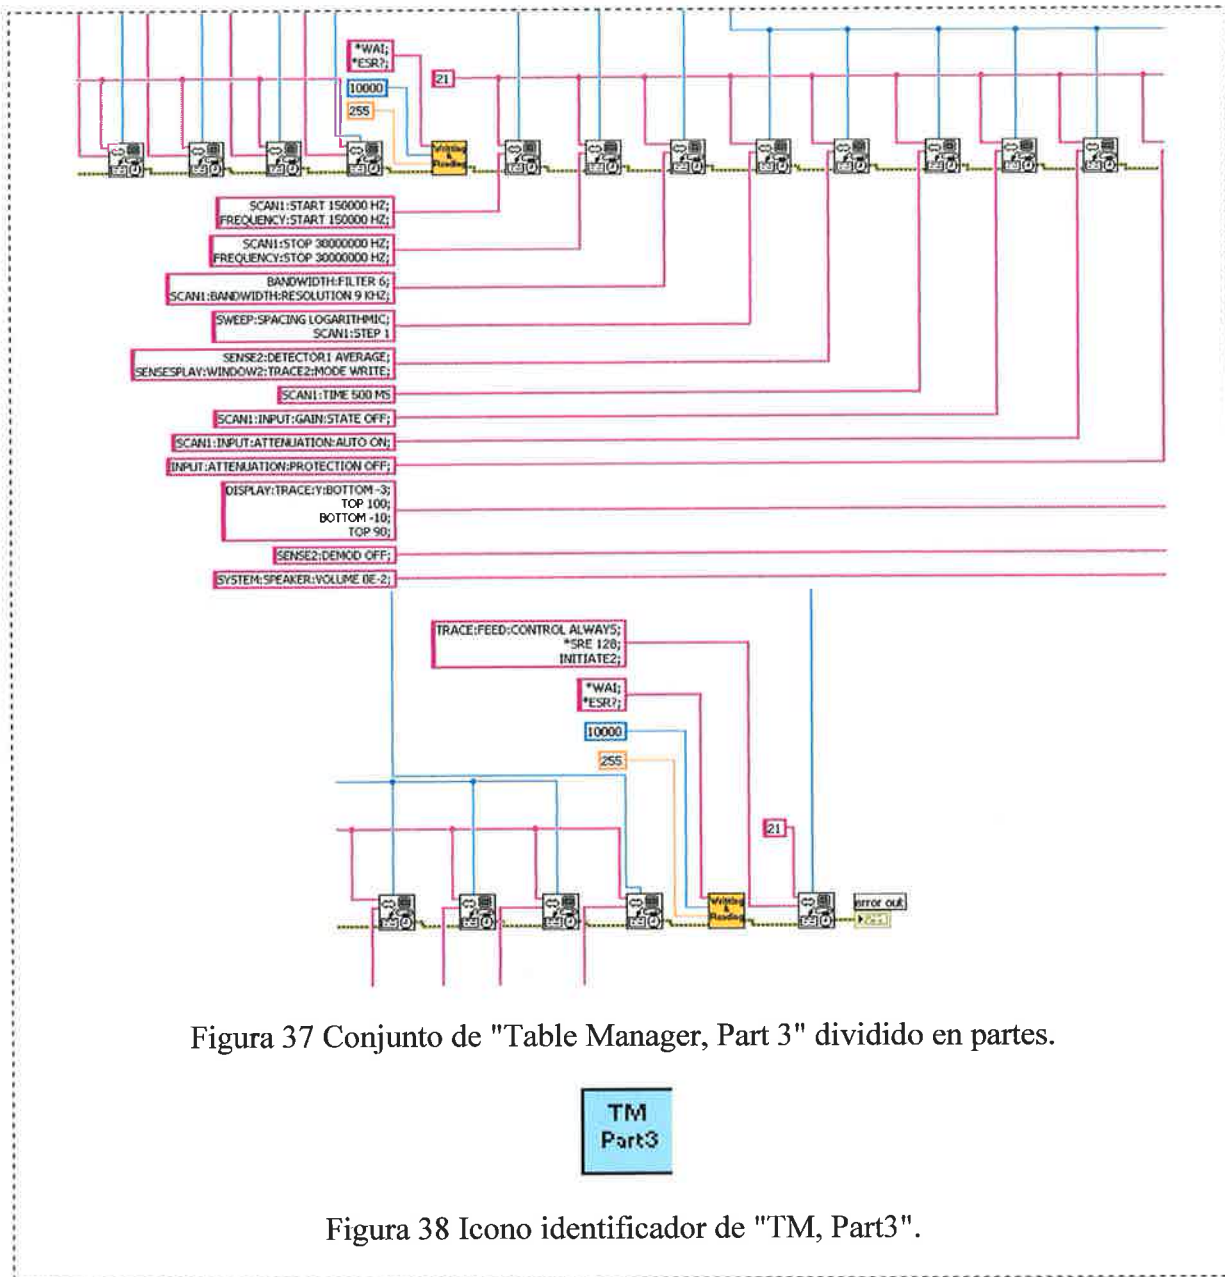 *WAI;
*ESR?;
21
10000
255
Writting
&
Reading
SCAN1:START 150000 HZ;
FREQUENCY:START 150000 HZ;
SCAN1:STOP 30000000 HZ;
FREQUENCY:STOP 30000000 HZ;
BANDWIDTH:FILTER 6;
SCAN1:BANDWIDTH:RESOLUTION 9 KHZ;
SWEEP:SPACING LOGARITHMIC;
SCAN1:STEP 1
SENSE2:DETECTOR1 AVERAGE;
SENSESPLAY:WINDOW2:TRACE2:MODE WRITE;
SCAN1:TIME 500 MS
SCAN1:INPUT:GAIN:STATE OFF;
SCAN1:INPUT:ATTENUATION:AUTO ON;
INPUT:ATTENUATION:PROTECTION OFF;
DISPLAY:TRACE:Y:BOTTOM -3;
TOP 100;
BOTTOM -10;
TOP 90;
SENSE2:DEMOD OFF;
SYSTEM:SPEAKER:VOLUME 0E-2;
TRACE:FEED:CONTROL ALWAYS;
*SRE 128;
INITIATE2;
*WAI;
*ESR?;
10000
255
21
Writting
&
Reading
error out
Figura 37 Conjunto de "Table Manager, Part 3" dividido en partes.
TM
Part3
Figura 38 Icono identificador de "TM, Part3".